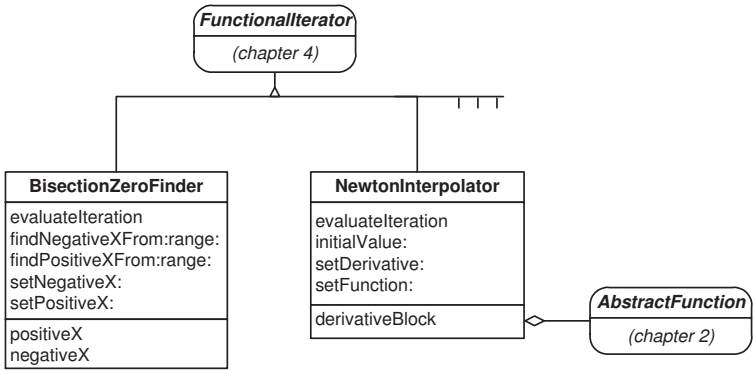 FunctionalIterator
(chapter 4)
BisectionZeroFinder
evaluateIteration
findNegativeXFrom:range:
findPositiveXFrom:range:
setNegativeX:
setPositiveX:
positiveX
negativeX
NewtonInterpolator
evaluateIteration
initialValue:
setDerivative:
setFunction:
derivativeBlock
AbstractFunction
(chapter 2)